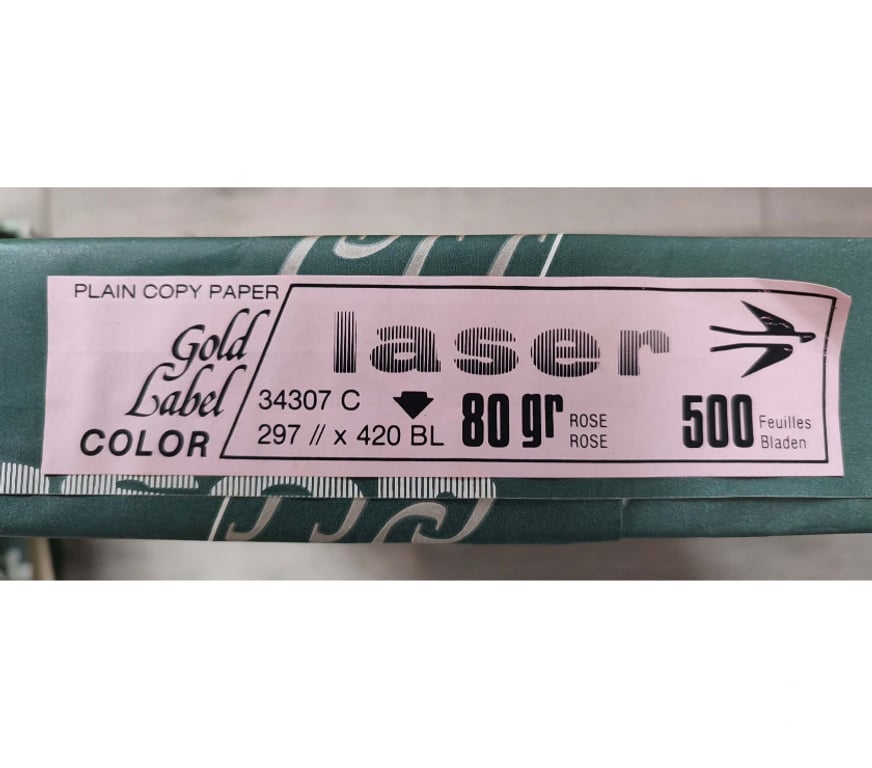 PLAIN COPY PAPER
Gold
Label
COLOR
laser
34307 C
297 // x 420 BL
80 gr
ROSE
ROSE
500
Feuilles
Bladen